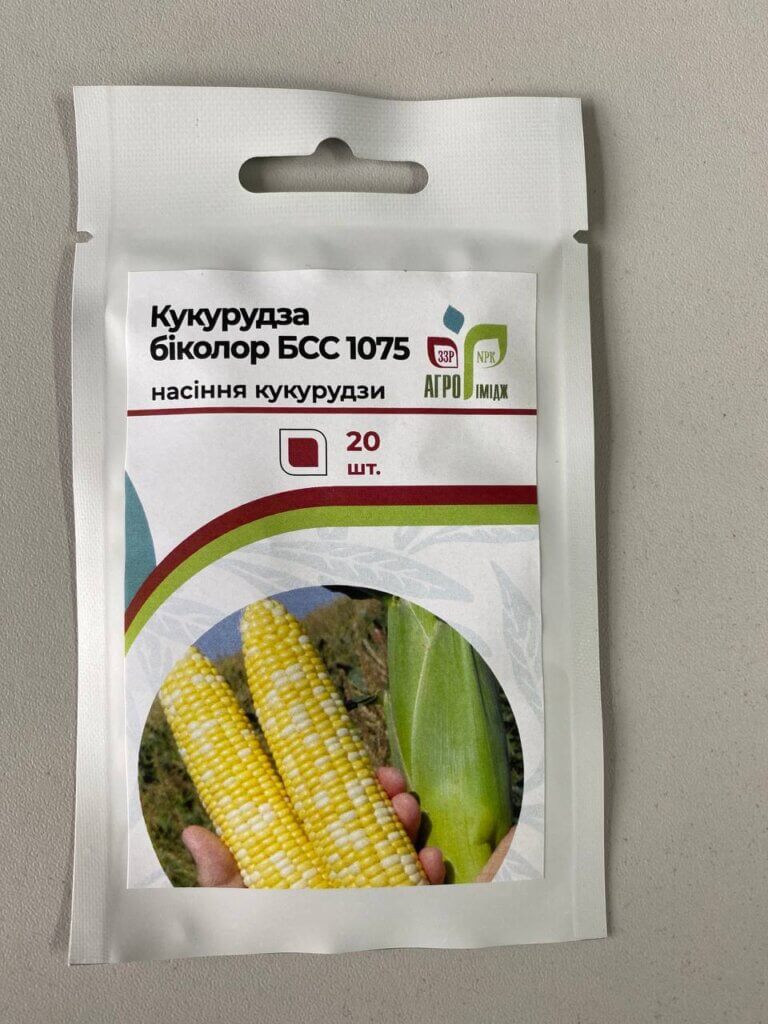 Кукурудза
біколор БСС 1075
насіння кукурудзи
ЗЗР NPK
АГРО ІМІДЖ
20
шт.